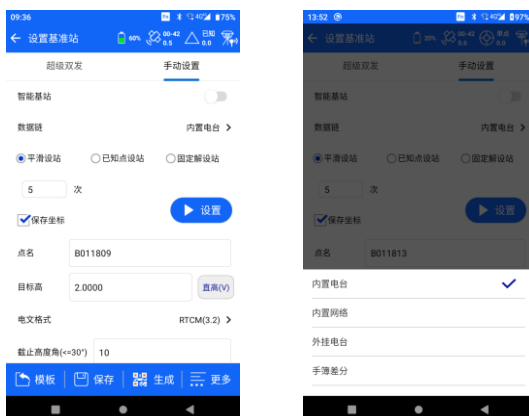 09:36
75%
设置基准站
60%
00-42
0.5
已知
0.0
超级双发
手动设置
智能基站
数据链
内置电台
平滑设站
已知点设站
固定解设站
5
次
设置
保存坐标
点名
B011809
目标高
2.0000
直高(V)
电文格式
RTCM(3.2)
截止高度角(<=30°)
10
模板
保存
生成
更多
13:52
97%
设置基准站
20%
00-42
0.5
单点
0.0
超级双发
手动设置
智能基站
数据链
内置电台
平滑设站
已知点设站
固定解设站
5
次
设置
保存坐标
点名
B011813
内置电台
内置网络
外挂电台
手簿差分